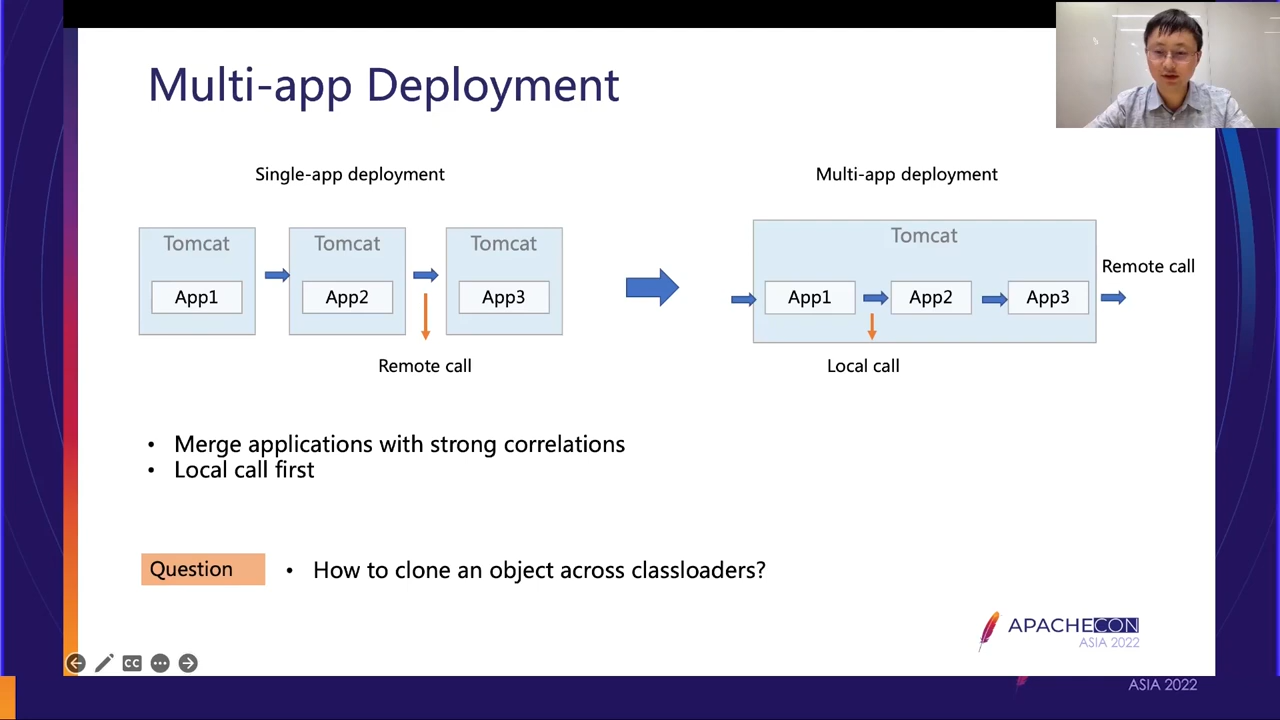 Multi-app Deployment
Single-app deployment
Tomcat
App1
Tomcat
App2
Tomcat
App3
Remote call
Multi-app deployment
Tomcat
App1
App2
App3
Remote call
Local call
• Merge applications with strong correlations
• Local call first
Question
• How to clone an object across classloaders?
APACHECON
ASIA 2022
CC
ASIA 2022